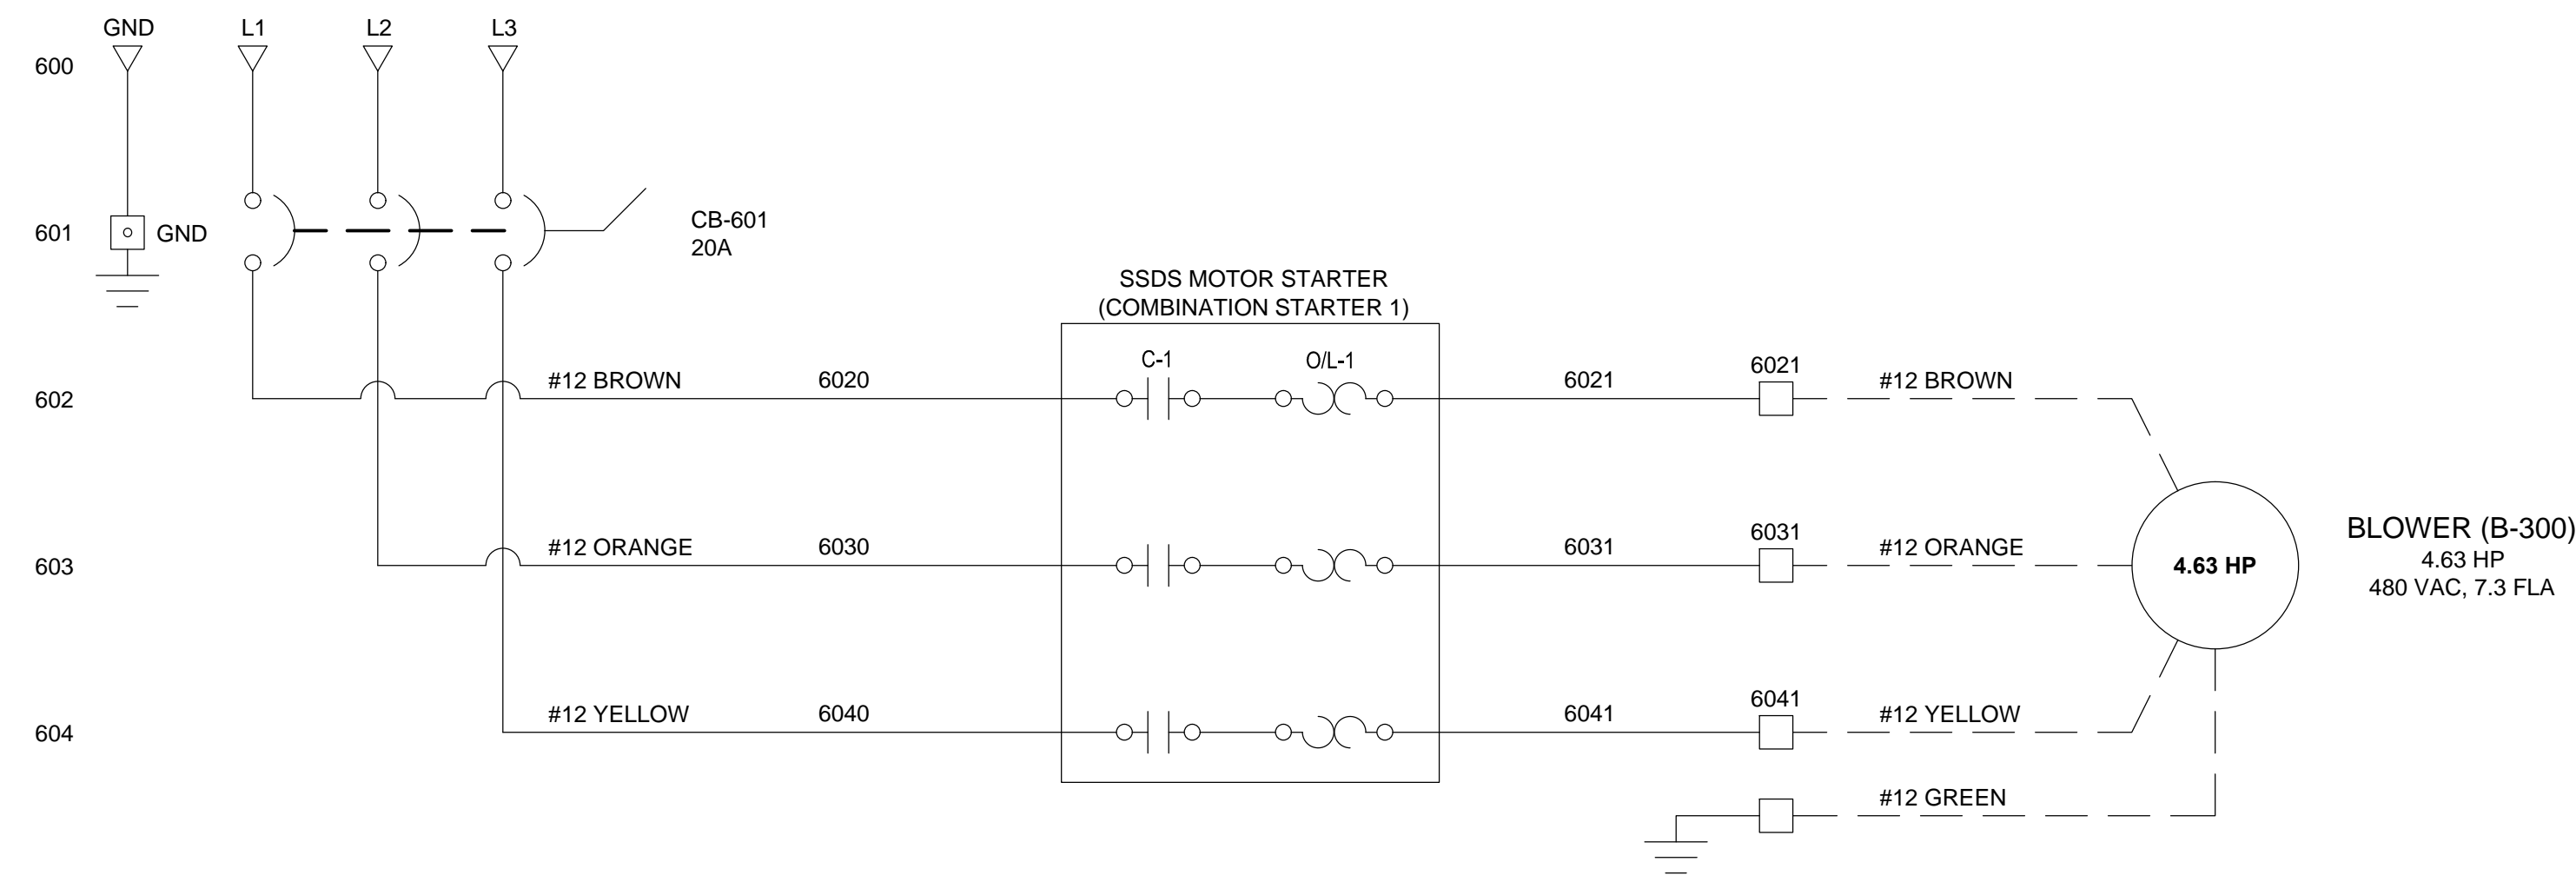 GND L1 L2 L3
600
601 GND
CB-601
20A
SSDS MOTOR STARTER
(COMBINATION STARTER 1)
C-1 O/L-1
602 #12 BROWN 6020 6021 6021 #12 BROWN
603 #12 ORANGE 6030 6031 6031 #12 ORANGE
4.63 HP
BLOWER (B-300)
4.63 HP
480 VAC, 7.3 FLA
604 #12 YELLOW 6040 6041 6041 #12 YELLOW
#12 GREEN